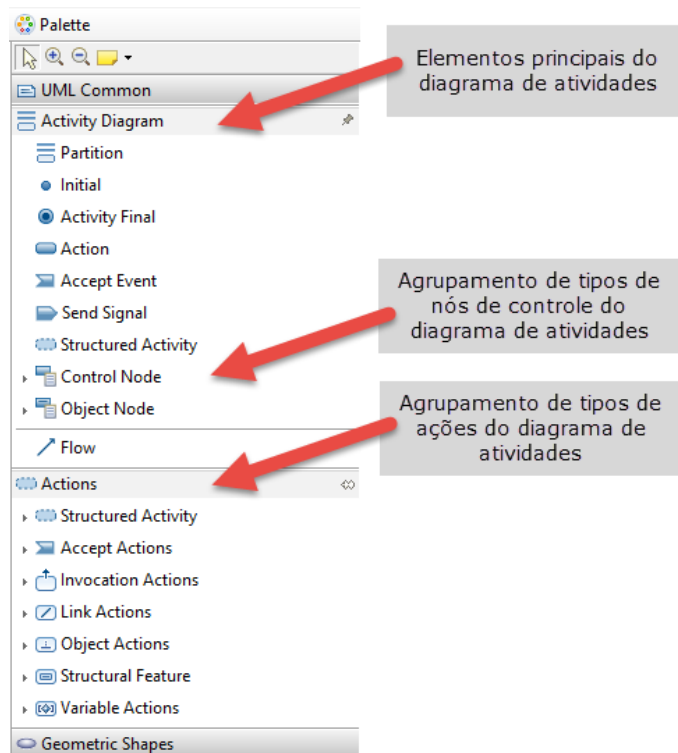 Palette
UML Common
Activity Diagram
Partition
Initial
Activity Final
Action
Accept Event
Send Signal
Structured Activity
Control Node
Object Node
Flow
Actions
Structured Activity
Accept Actions
Invocation Actions
Link Actions
Object Actions
Structural Feature
Variable Actions
Geometric Shapes
Elementos principais do
diagrama de atividades
Agrupamento de tipos de
nós de controle do
diagrama de atividades
Agrupamento de tipos de
ações do diagrama de
atividades